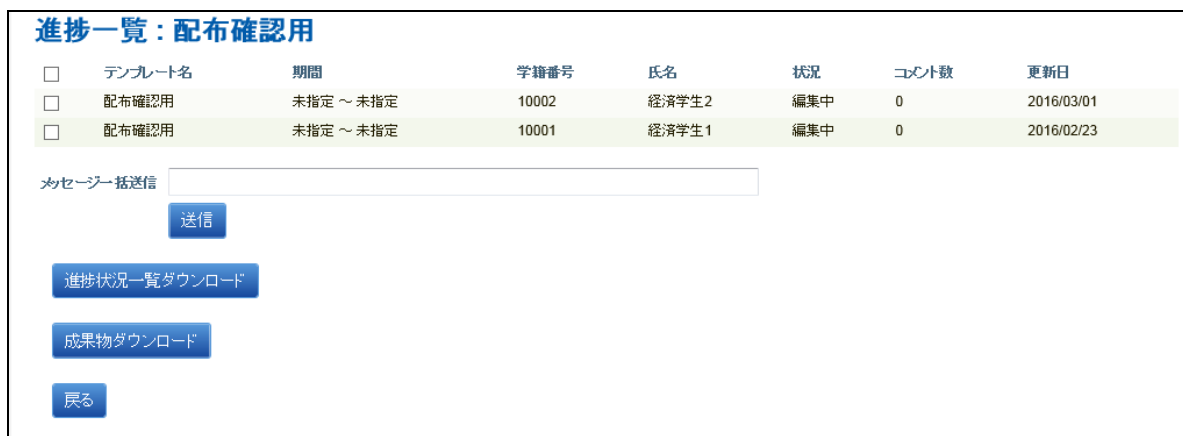 進捗一覧：配布確認用
テンプレート名 期間 学籍番号 氏名 状況 コメント数 更新日
配布確認用 未指定 ～ 未指定 10002 経済学生2 編集中 0 2016/03/01
配布確認用 未指定 ～ 未指定 10001 経済学生1 編集中 0 2016/02/23
メッセージ一括送信
送信
進捗状況一覧ダウンロード
成果物ダウンロード
戻る